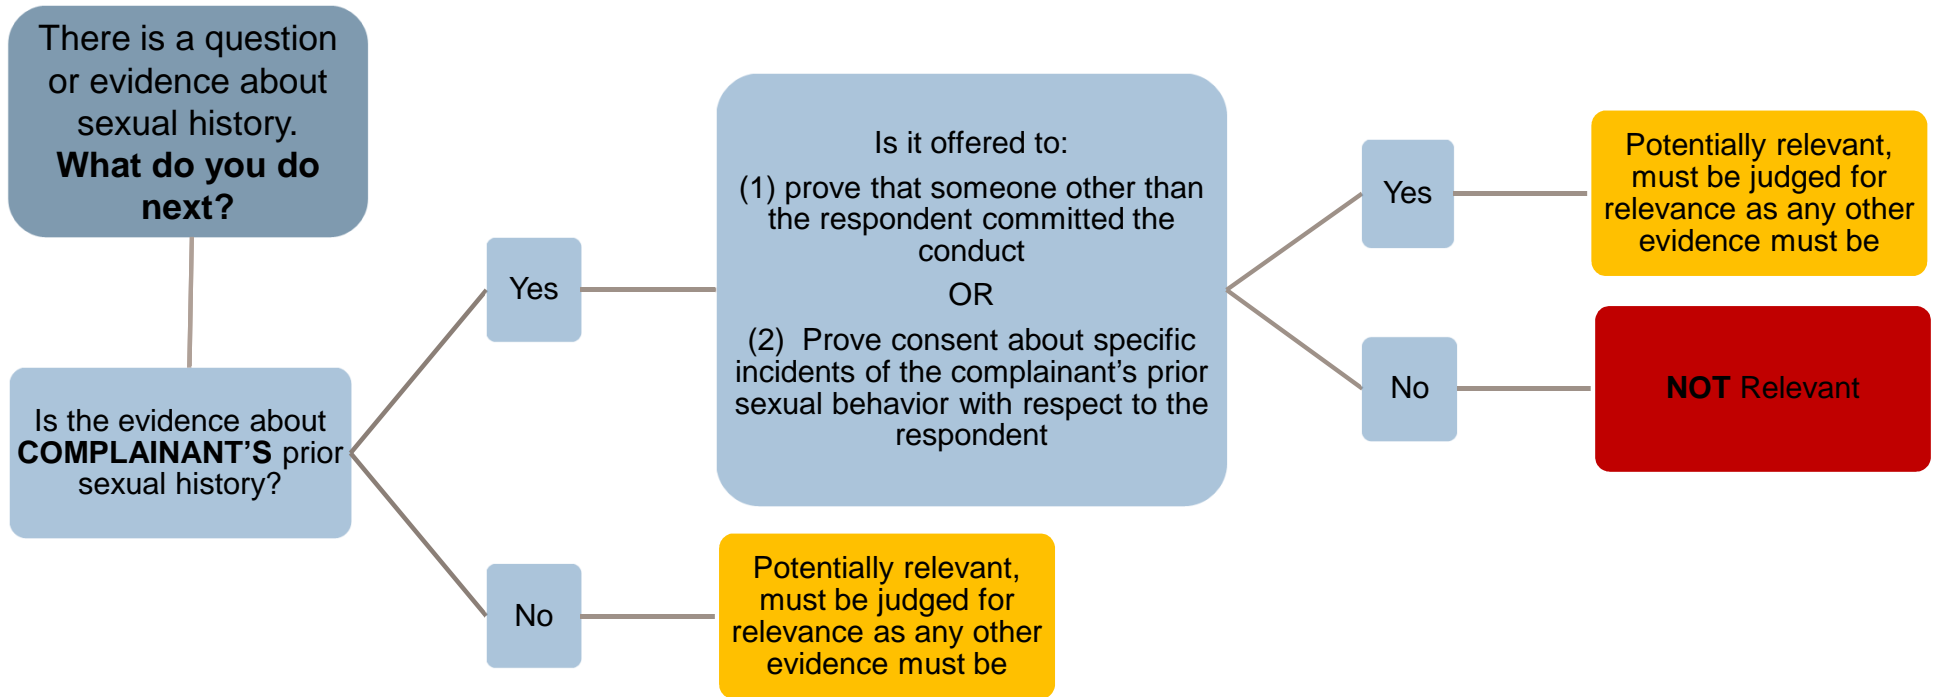 There is a question
or evidence about
sexual history.
What do you do
next?
Is the evidence about
COMPLAINANT'S prior
sexual history?
Yes
No
Is it offered to:
(1) prove that someone other than
the respondent committed the
conduct
OR
(2) Prove consent about specific
incidents of the complainant’s prior
sexual behavior with respect to the
respondent
Potentially relevant,
must be judged for
relevance as any other
evidence must be
Yes
No
Potentially relevant,
must be judged for
relevance as any other
evidence must be
NOT Relevant